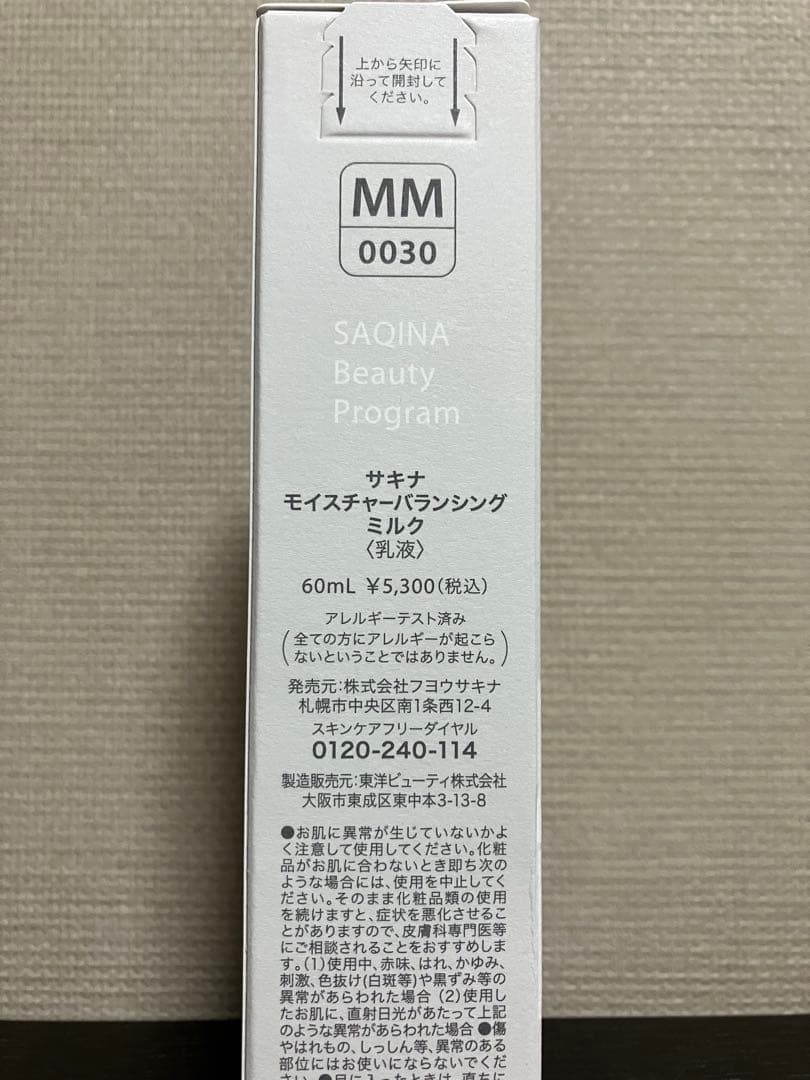 上から矢印に
沿って開封して
ください。
MM
0030
SAQINA
Beauty
Program
サキナ
モイスチャーバランシング
ミルク
〈乳液〉
60mL ¥5,300(税込)
アレルギーテスト済み
(全ての方にアレルギーが起こら
ないということではありません。)
発売元:株式会社フヨウサキナ
札幌市中央区南1条西12-4
スキンケアフリーダイヤル
0120-240-114
製造販売元:東洋ビューティ株式会社
大阪市東成区東中本3-13-8
●お肌に異常が生じていないかよ
く注意して使用してください。化粧
品がお肌に合わないとき即ち次の
ような場合には、使用を中止してく
ださい。そのまま化粧品類の使用
を続けますと、症状を悪化させるこ
とがありますので、皮膚科専門医等
にご相談されることをおすすめしま
す。(1)使用中、赤味、はれ、かゆみ、
刺激、色抜け(白斑等)や黒ずみ等の
異常があらわれた場合 (2)使用し
たお肌に、直射日光があたって上記
のような異常があらわれた場合 ●傷
やはれもの、しっしん等、異常のある
部位にはお使いにならないでくだ
さい。●目に入ったときは、直ちに